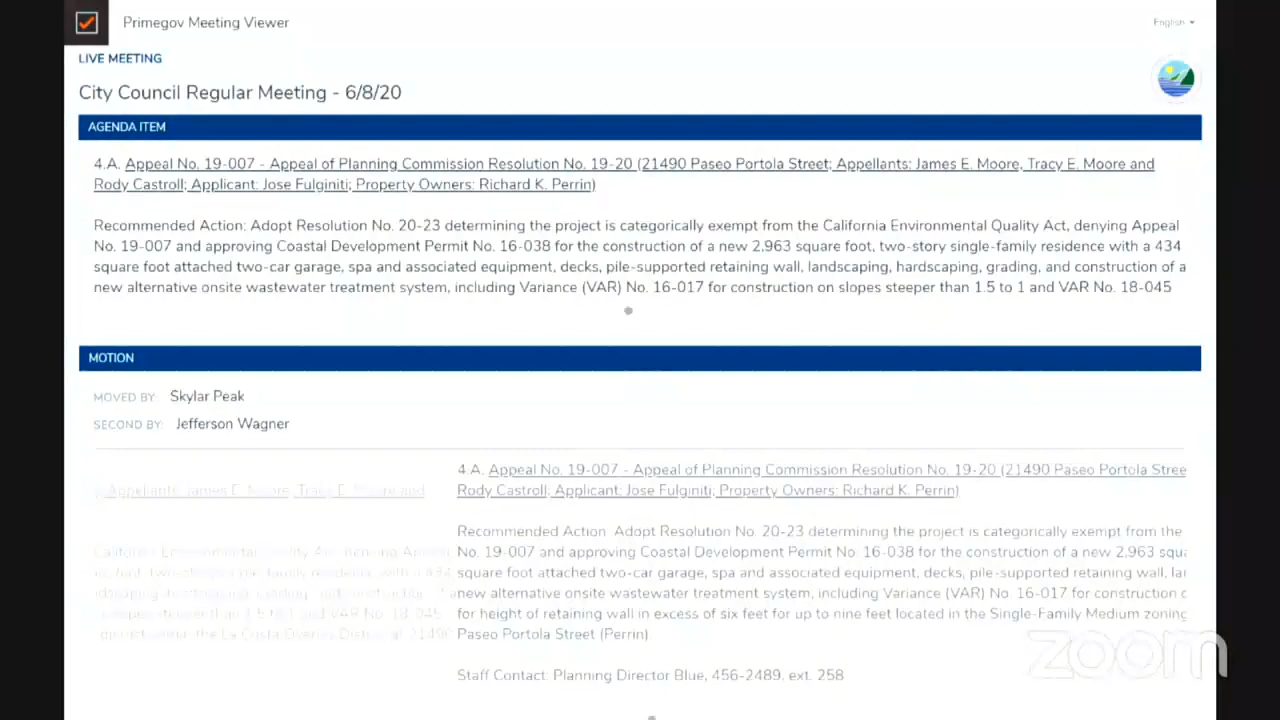 Primegov Meeting Viewer
English
LIVE MEETING
City Council Regular Meeting - 6/8/20
AGENDA ITEM
4.A. Appeal No. 19-007 - Appeal of Planning Commission Resolution No. 19-20 (21490 Paseo Portola Street; Appellants: James E. Moore, Tracy E. Moore and
Rody Castroll; Applicant: Jose Fulginiti; Property Owners: Richard K. Perrin)
Recommended Action: Adopt Resolution No. 20-23 determining the project is categorically exempt from the California Environmental Quality Act, denying Appeal
No. 19-007 and approving Coastal Development Permit No. 16-038 for the construction of a new 2,963 square foot, two-story single-family residence with a 434
square foot attached two-car garage, spa and associated equipment, decks, pile-supported retaining wall, landscaping, hardscaping, grading, and construction of a
new alternative onsite wastewater treatment system, including Variance (VAR) No. 16-017 for construction on slopes steeper than 1.5 to 1 and VAR No. 18-045
MOTION
MOVED BY: Skylar Peak
SECOND BY: Jefferson Wagner
4.A. Appeal No. 19-007 - Appeal of Planning Commission Resolution No. 19-20 (21490 Paseo Portola Stree
Appellants: James E. Moore, Tracy E. Moore and Rody Castroll; Applicant: Jose Fulginiti; Property Owners: Richard K. Perrin)
Recommended Action: Adopt Resolution No. 20-23 determining the project is categorically exempt from the
No. 19-007 and approving Coastal Development Permit No. 16-038 for the construction of a new 2,963 squa
square foot attached two-car garage, spa and associated equipment, decks, pile-supported retaining wall, lar
new alternative onsite wastewater treatment system, including Variance (VAR) No. 16-017 for construction c
for height of retaining wall in excess of six feet for up to nine feet located in the Single-Family Medium zoning
Paseo Portola Street (Perrin)
zoom
Staff Contact: Planning Director Blue, 456-2489, ext. 258